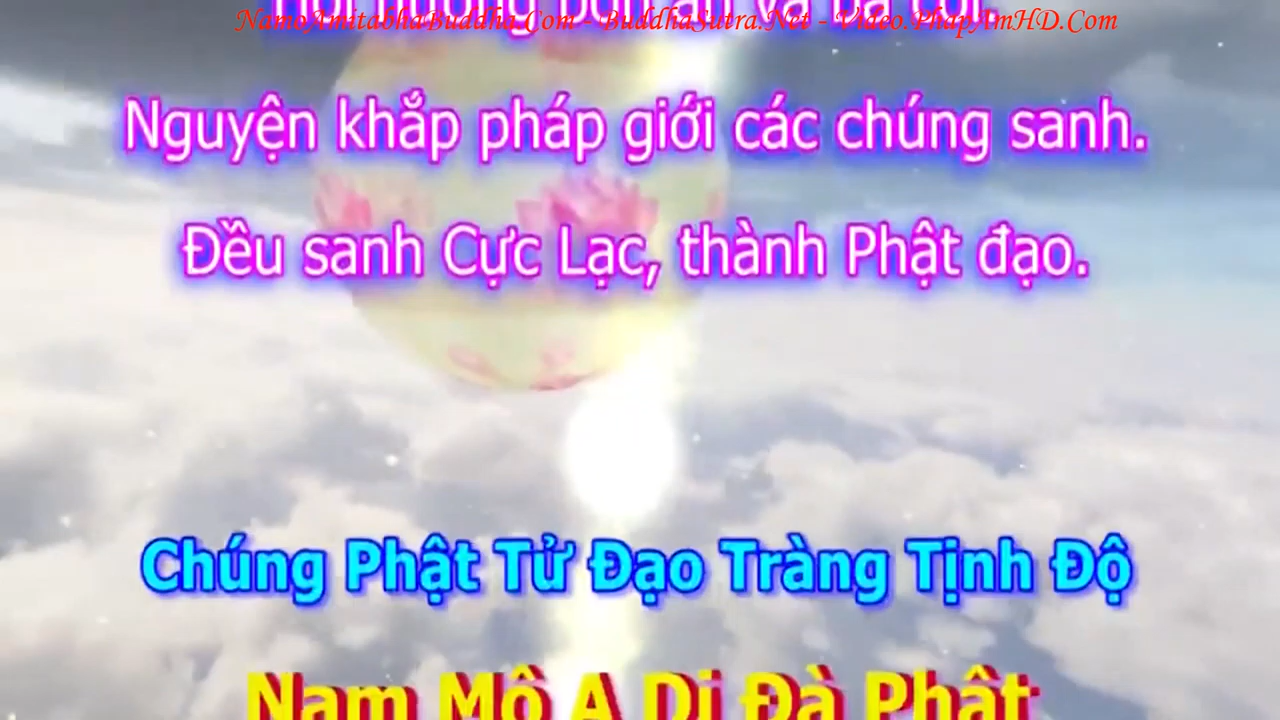 NamoAmitabhaBuddha.Com - BuddhaSutra.Net - Video.PhapAmHD.Com
Nguyện khắp pháp giới các chúng sanh.
Đều sanh Cực Lạc, thành Phật đạo.
Chúng Phật Tử Đạo Tràng Tịnh Độ
Nam Mô A Di Đà Phật